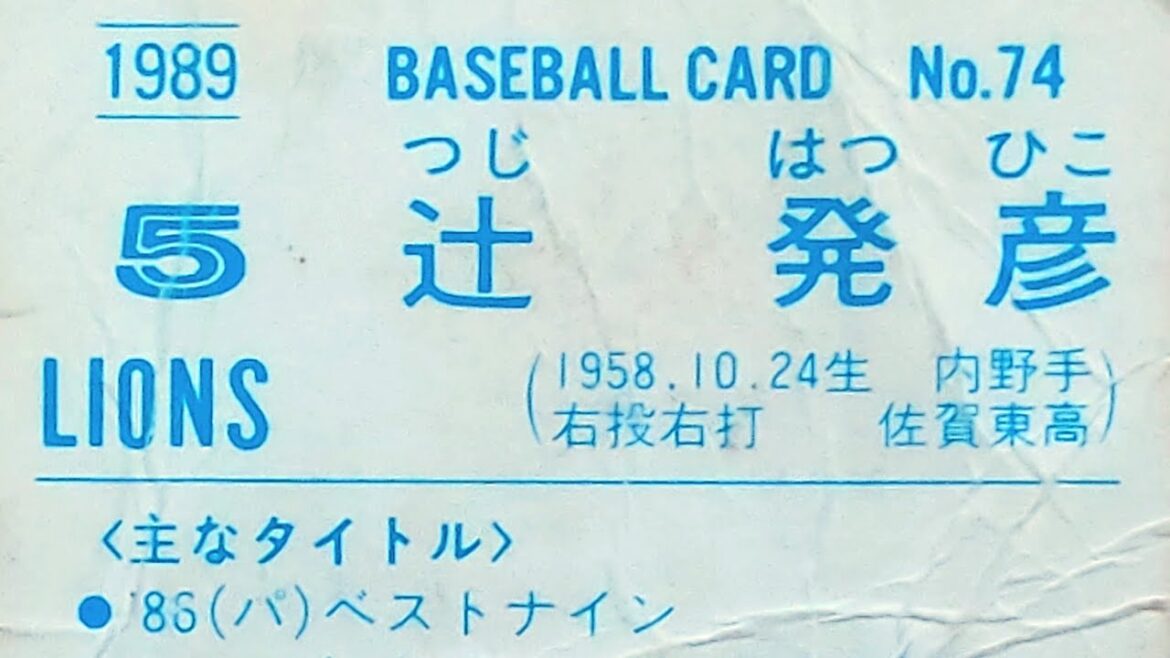 1989 BASEBALL CARD No.74
つじ はつ ひこ
5 辻 発 彦
LIONS
(1958.10.24生 内野手
右投右打 佐賀東高)
〈主なタイトル〉
●'86(パ)ベストナイン